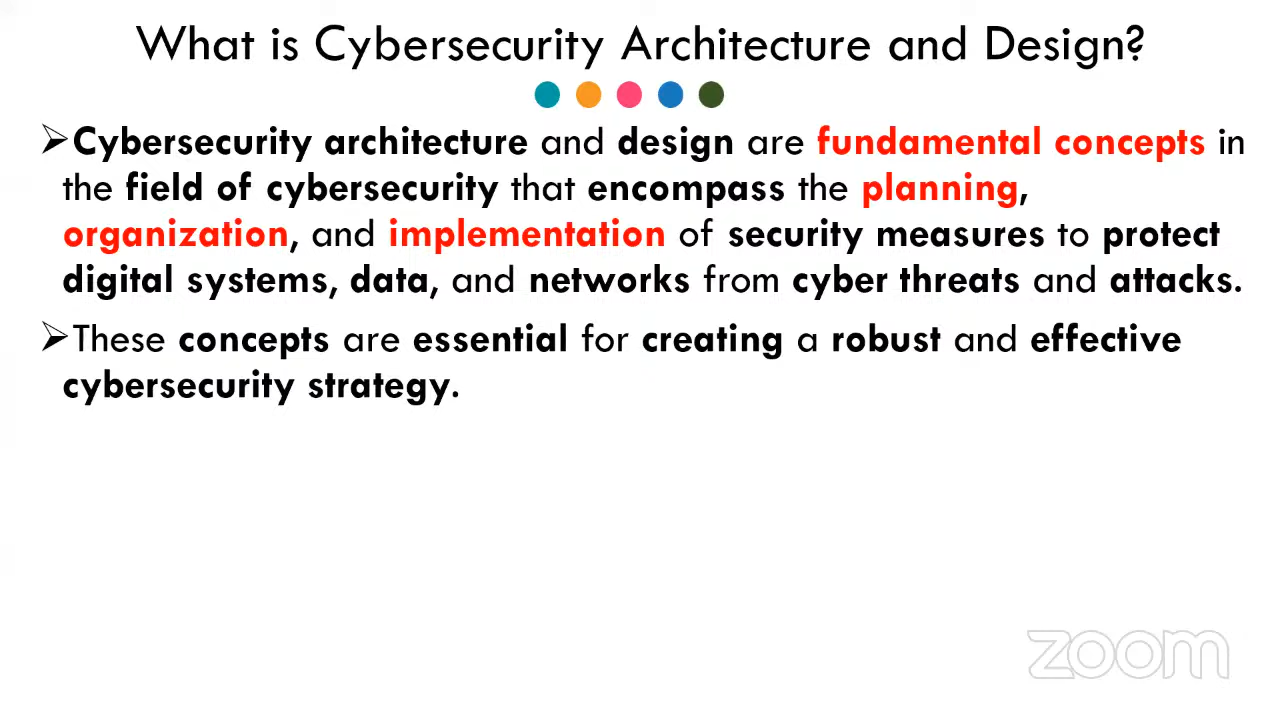 What is Cybersecurity Architecture and Design?
➢Cybersecurity architecture and design are fundamental concepts in
the field of cybersecurity that encompass the planning,
organization, and implementation of security measures to protect
digital systems, data, and networks from cyber threats and attacks.
➢These concepts are essential for creating a robust and effective
cybersecurity strategy.
zoom